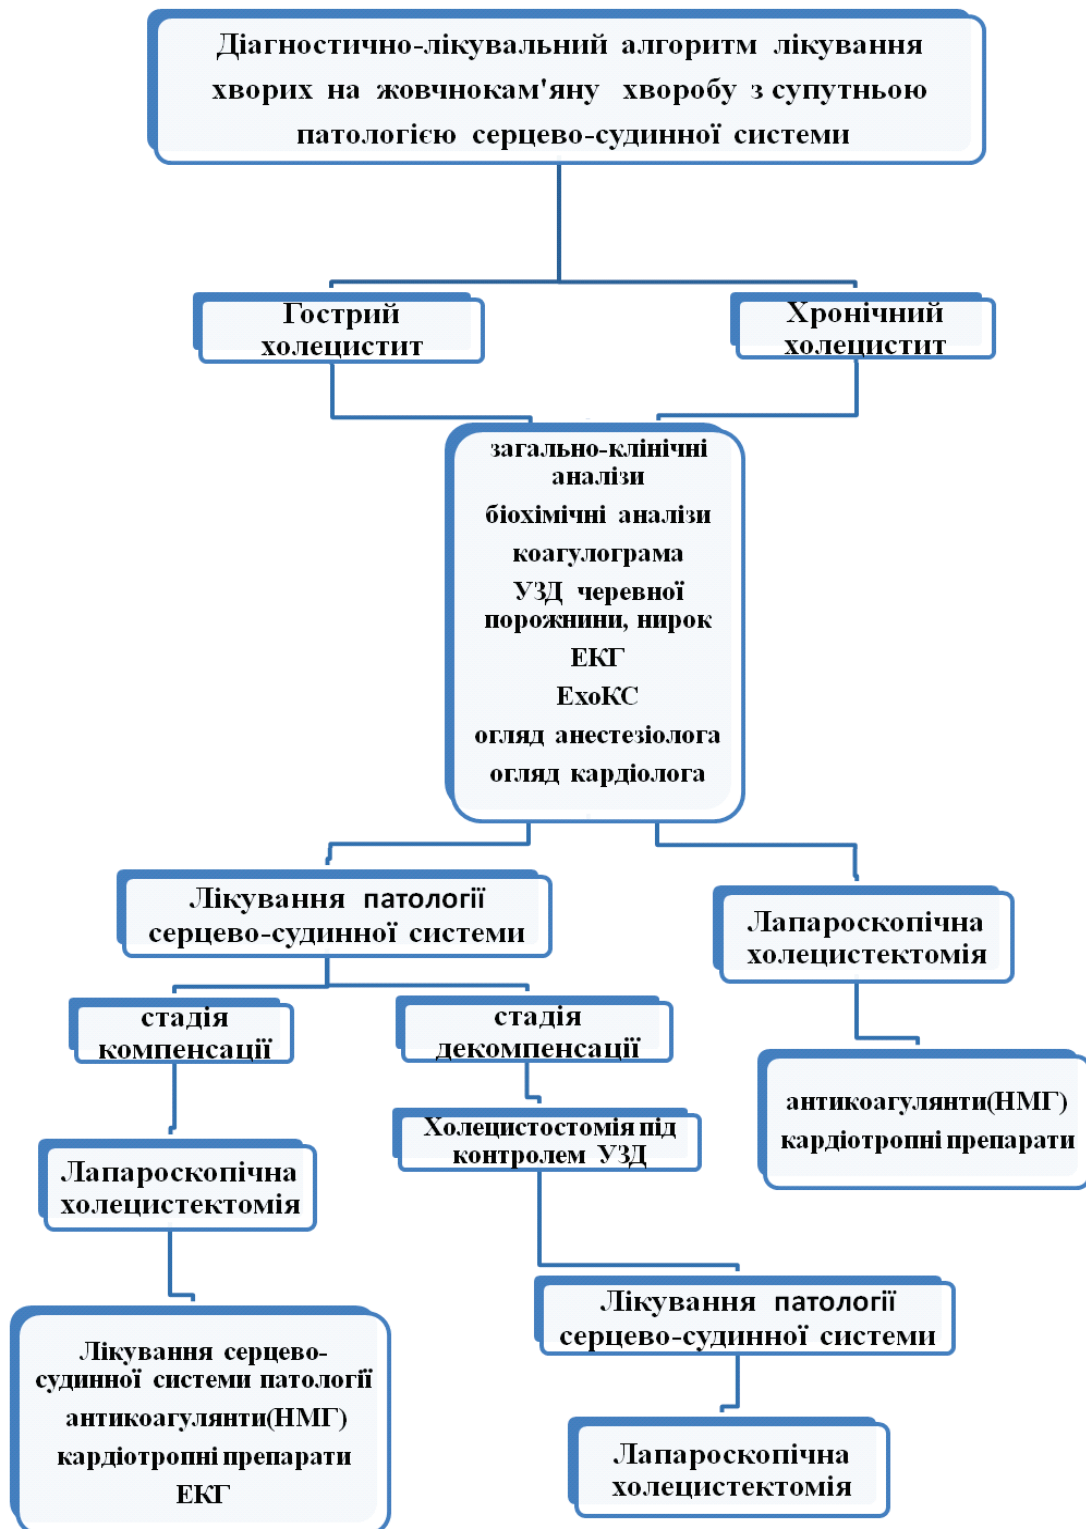 Діагностично-лікувальний алгоритм лікування
хворих на жовчнокам'яну хворобу з супутньою
патологією серцево-судинної системи
Гострий
холецистит
Хронічний
холецистит
загально-клінічні
аналізи
біохімічні аналізи
коагулограма
УЗД черевної
порожнини, нирок
ЕКГ
ЕхоКС
огляд анестезіолога
огляд кардіолога
Лікування патології
серцево-судинної системи
Лапароскопічна
холецистектомія
стадія
компенсації
стадія
декомпенсації
антикоагулянти(НМГ)
кардіотропні препарати
Холецистостомія під
контролем УЗД
Лапароскопічна
холецистектомія
Лікування патології
серцево-судинної системи
Лікування серцево-
судинної системи патології
антикоагулянти(НМГ)
кардіотропні препарати
ЕКГ
Лапароскопічна
холецистектомія